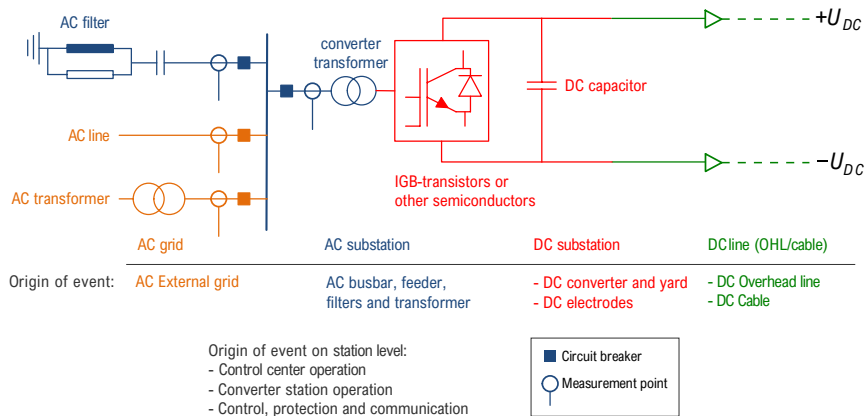 AC filter
converter
transformer
+U_DC
DC capacitor
AC line
−U_DC
AC transformer
IGB-transistors or
other semiconductors
AC grid AC substation DC substation DC line (OHL/cable)
Origin of event: AC External grid AC busbar, feeder, - DC converter and yard - DC Overhead line
filters and transformer - DC electrodes - DC Cable
Origin of event on station level:
- Control center operation
- Converter station operation
- Control, protection and communication
Circuit breaker
Measurement point